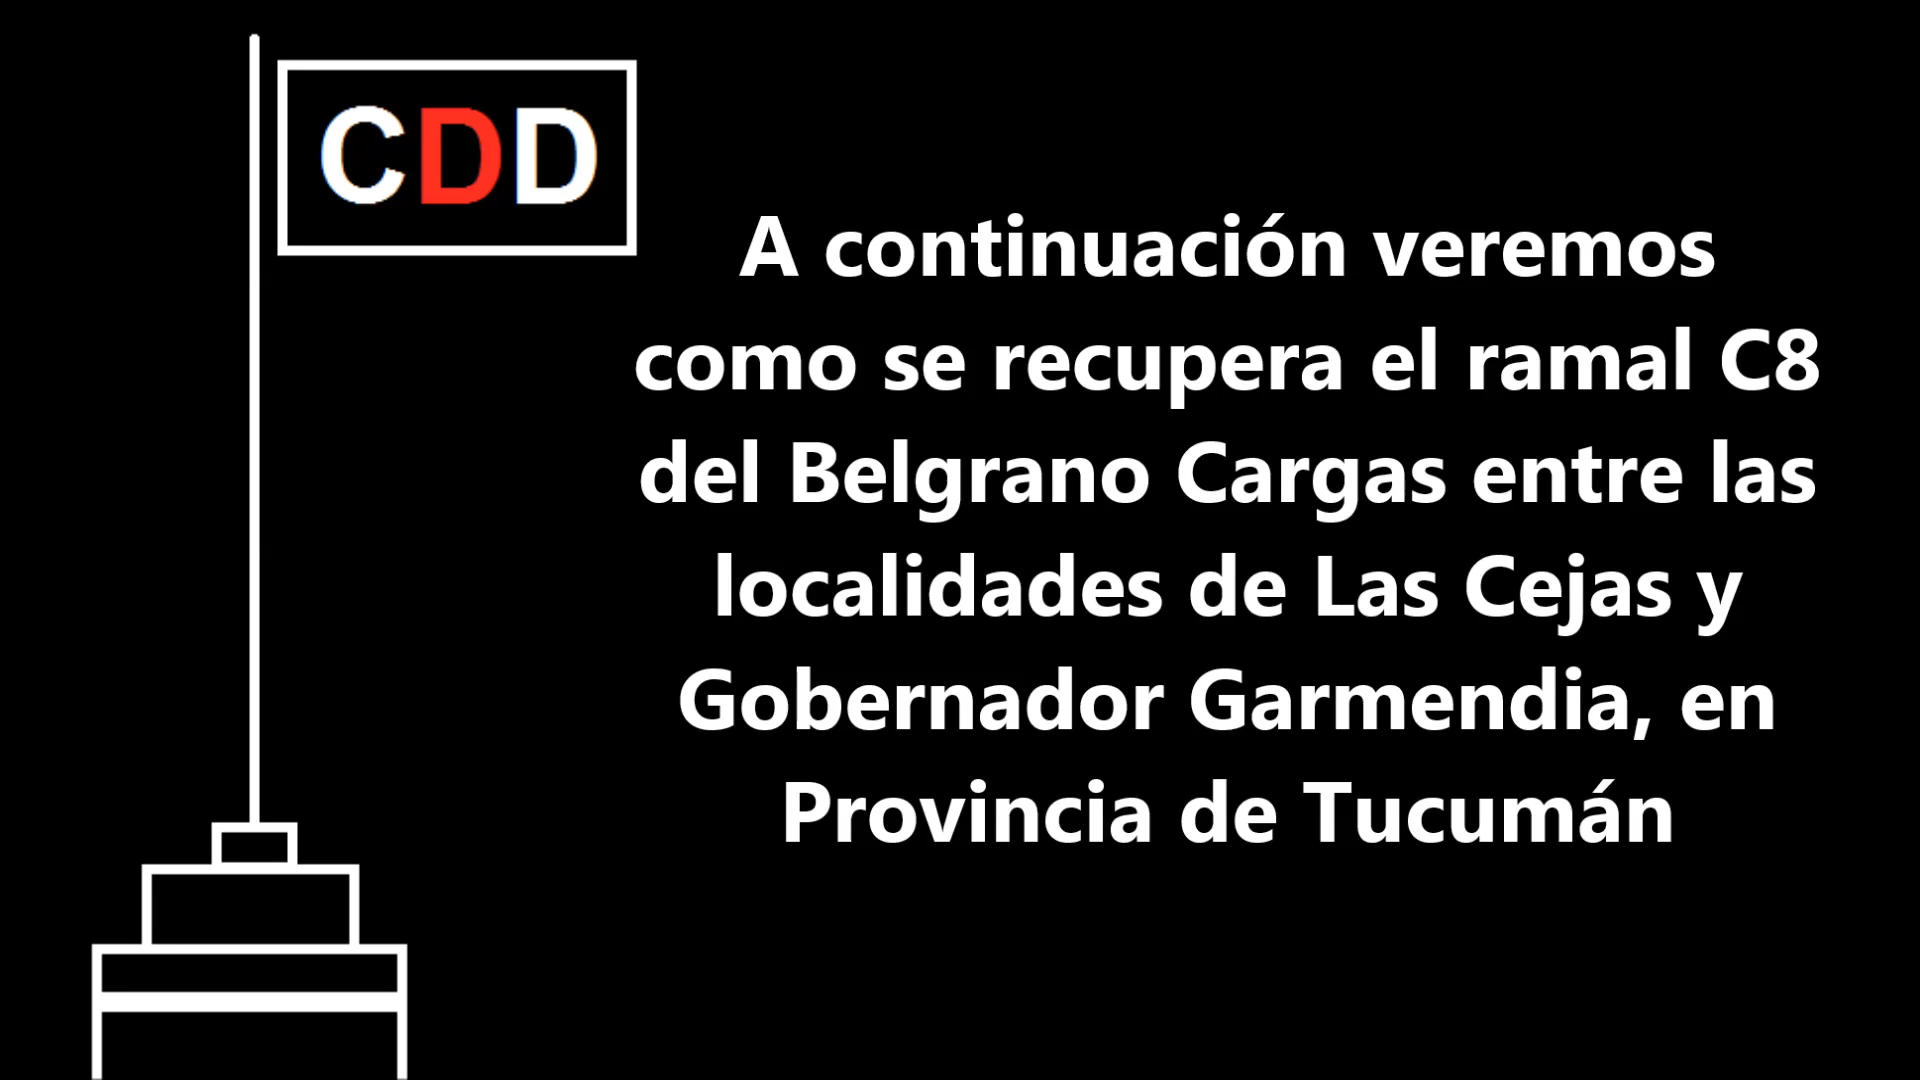 CDD
A continuación veremos
como se recupera el ramal C8
del Belgrano Cargas entre las
localidades de Las Cejas y
Gobernador Garmendia, en
Provincia de Tucumán